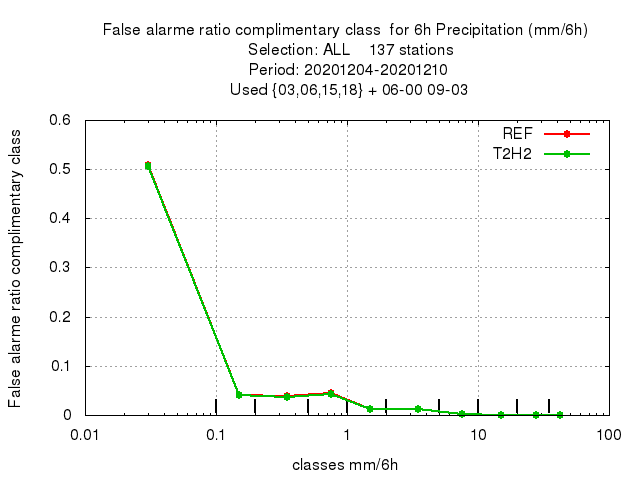 False alarme ratio complimentary class  for 6h Precipitation (mm/6h)
Selection: ALL    137 stations
Period: 20201204-20201210
Used {03,06,15,18} + 06-00 09-03
False alarme ratio complimentary class
0.6
0.5
0.4
0.3
0.2
0.1
0
REF
T2H2
0.01
0.1
1
10
100
classes mm/6h